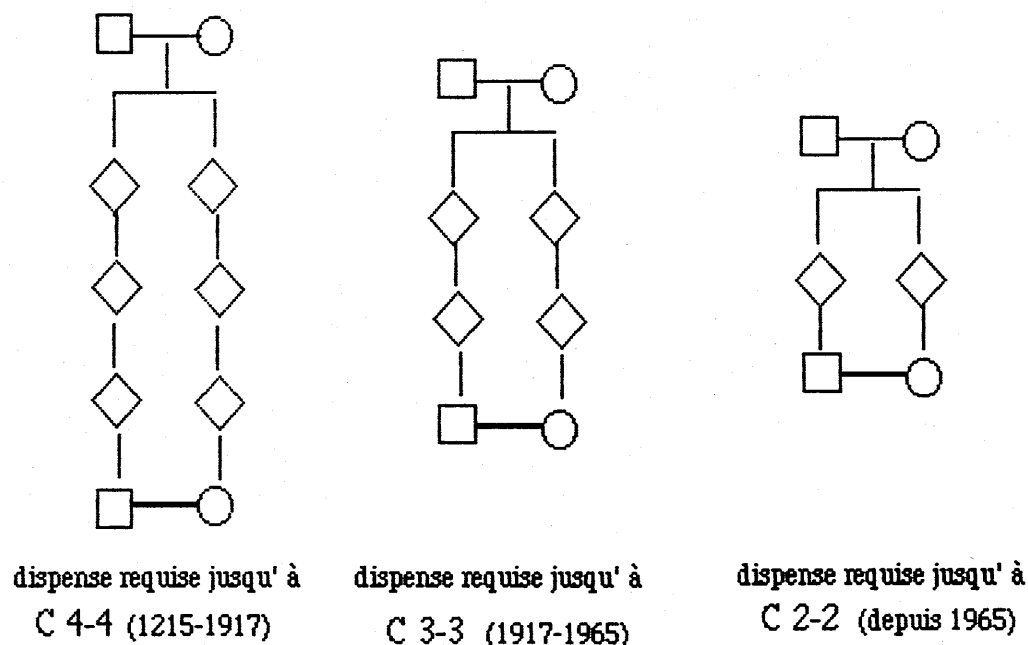 dispense requise jusqu' à
C 4-4 (1215-1917)
dispense requise jusqu' à
C 3-3 (1917-1965)
dispense requise jusqu' à
C 2-2 (depuis 1965)